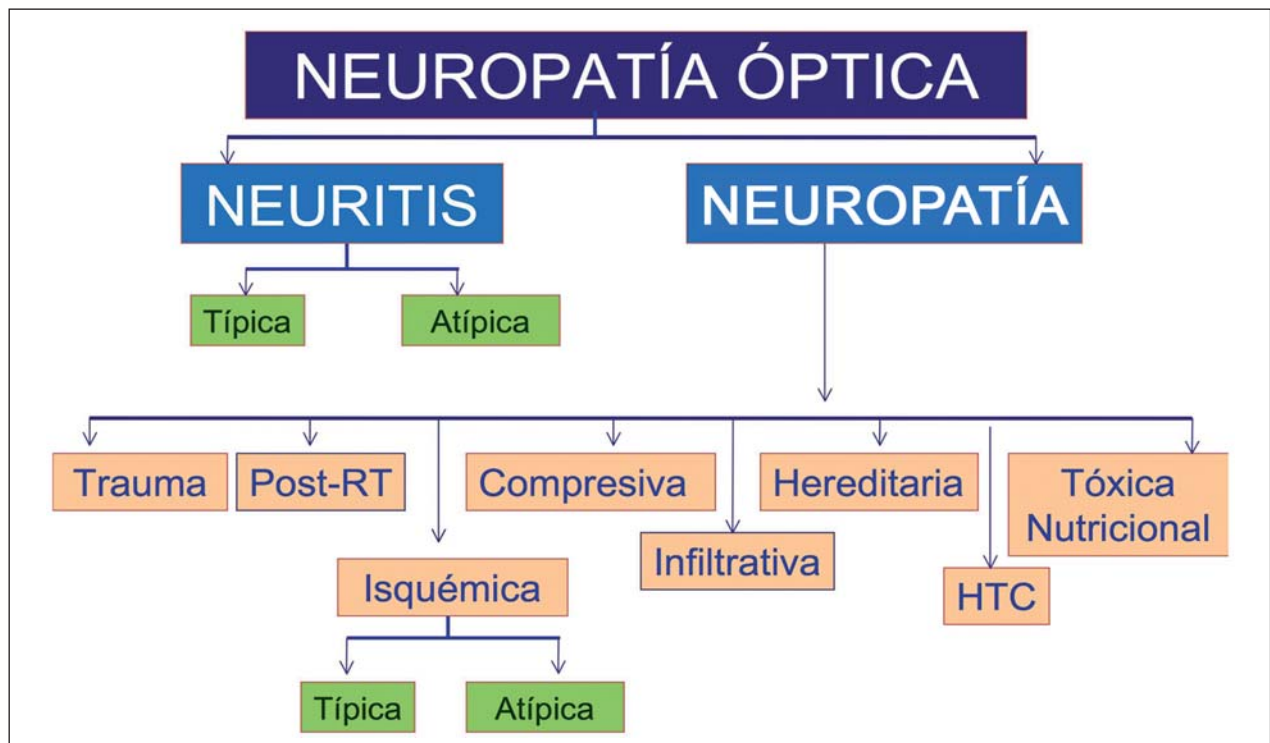 NEUROPATÍA ÓPTICA
NEURITIS
NEUROPATÍA
Típica
Atípica
Trauma
Post-RT
Compresiva
Hereditaria
Tóxica
Nutricional
Infiltrativa
Isquémica
HTC
Típica
Atípica